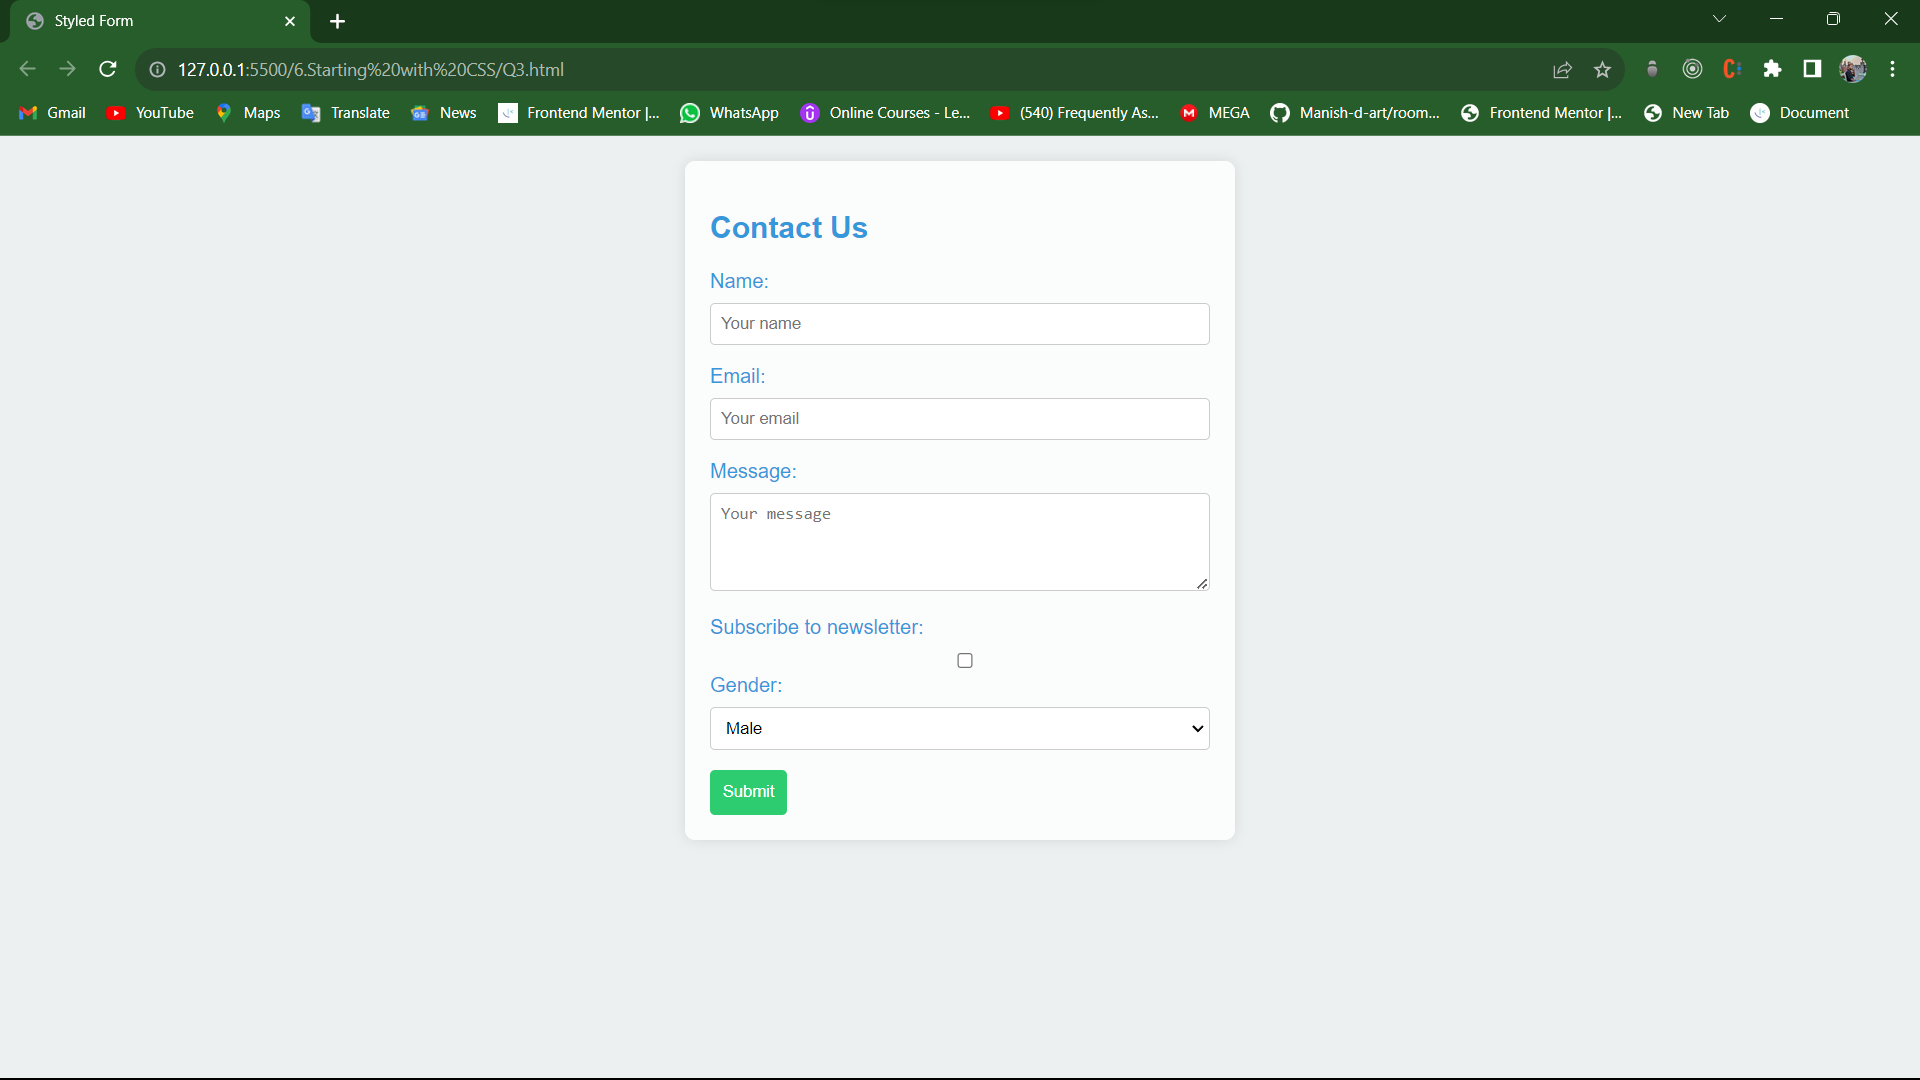 Styled Form
127.0.0.1:5500/6.Starting%20with%20CSS/Q3.html
Gmail YouTube Maps Translate News Frontend Mentor |... WhatsApp Online Courses - Le... (540) Frequently As... MEGA Manish-d-art/room... Frontend Mentor |... New Tab Document
Contact Us
Name:
Your name
Email:
Your email
Message:
Your message
Subscribe to newsletter:
Gender:
Male
Submit